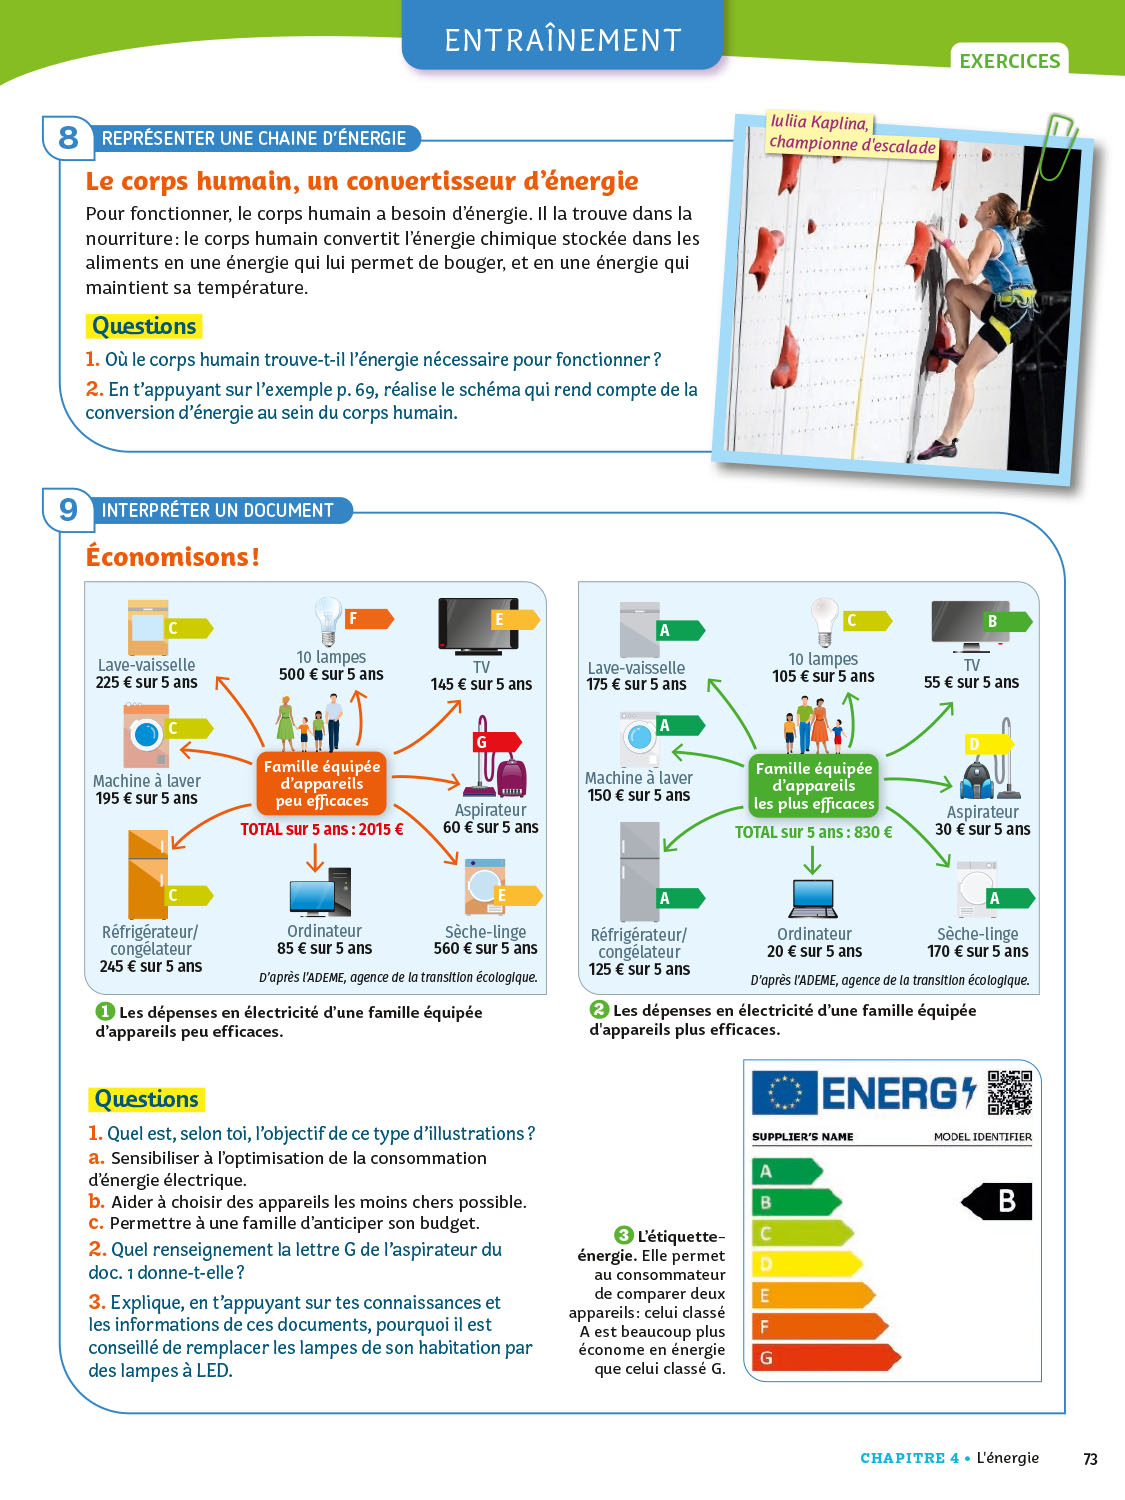 ENTRAÎNEMENT
EXERCICES
8 REPRÉSENTER UNE CHAINE D'ÉNERGIE
Iuliia Kaplina,
championne d'escalade
Le corps humain, un convertisseur d'énergie
Pour fonctionner, le corps humain a besoin d'énergie. Il la trouve dans la
nourriture : le corps humain convertit l'énergie chimique stockée dans les
aliments en une énergie qui lui permet de bouger, et en une énergie qui
maintient sa température.
Questions
1. Où le corps humain trouve-t-il l'énergie nécessaire pour fonctionner ?
2. En t'appuyant sur l'exemple p. 69, réalise le schéma qui rend compte de la
conversion d'énergie au sein du corps humain.
9 INTERPRÉTER UN DOCUMENT
Économisons !
C
Lave-vaisselle
225 € sur 5 ans
F
10 lampes
500 € sur 5 ans
E
TV
145 € sur 5 ans
C
Machine à laver
195 € sur 5 ans
Famille équipée
d'appareils
peu efficaces
TOTAL sur 5 ans : 2015 €
G
Aspirateur
60 € sur 5 ans
C
Réfrigérateur/
congélateur
245 € sur 5 ans
Ordinateur
85 € sur 5 ans
E
Sèche-linge
560 € sur 5 ans
D'après l'ADEME, agence de la transition écologique.
1 Les dépenses en électricité d'une famille équipée
d'appareils peu efficaces.
A
Lave-vaisselle
175 € sur 5 ans
C
10 lampes
105 € sur 5 ans
B
TV
55 € sur 5 ans
A
Machine à laver
150 € sur 5 ans
Famille équipée
d'appareils
les plus efficaces
TOTAL sur 5 ans : 830 €
D
Aspirateur
30 € sur 5 ans
A
Réfrigérateur/
congélateur
125 € sur 5 ans
Ordinateur
20 € sur 5 ans
A
Sèche-linge
170 € sur 5 ans
D'après l'ADEME, agence de la transition écologique.
2 Les dépenses en électricité d'une famille équipée
d'appareils plus efficaces.
Questions
1. Quel est, selon toi, l'objectif de ce type d'illustrations ?
a. Sensibiliser à l'optimisation de la consommation
d'énergie électrique.
b. Aider à choisir des appareils les moins chers possible.
c. Permettre à une famille d'anticiper son budget.
2. Quel renseignement la lettre G de l'aspirateur du
doc. 1 donne-t-elle ?
3. Explique, en t'appuyant sur tes connaissances et
les informations de ces documents, pourquoi il est
conseillé de remplacer les lampes de son habitation par
des lampes à LED.
3 L'étiquette-
énergie. Elle permet
au consommateur
de comparer deux
appareils : celui classé
A est beaucoup plus
économe en énergie
que celui classé G.
ENERG
SUPPLIER'S NAME MODEL IDENTIFIER
A
B B
C
D
E
F
G
CHAPITRE 4 • L'énergie 73